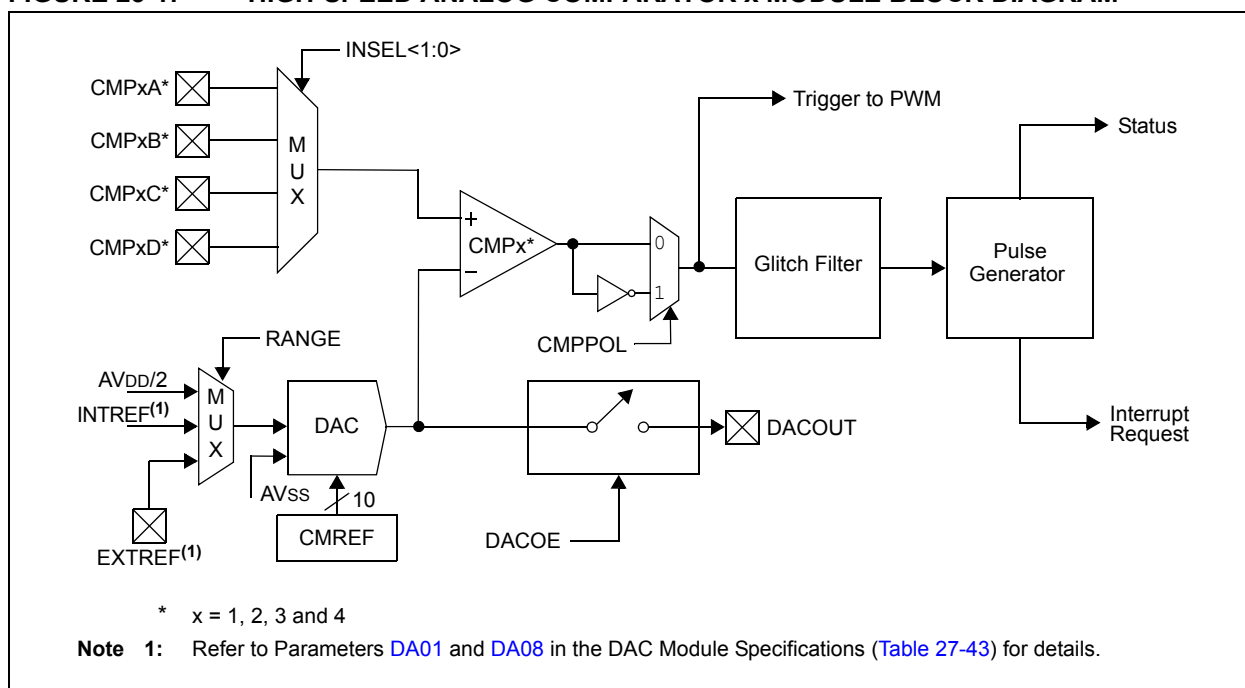 INSEL<1:0>
CMPxA*
CMPxB*
CMPxC*
CMPxD*
M
U
X
Trigger to PWM
Status
+
CMPx*
−
0
1
CMPPOL
Glitch Filter
Pulse
Generator
Interrupt
Request
RANGE
AVDD/2
INTREF(1)
M
U
X
EXTREF(1)
DAC
AVSS
10
CMREF
DACOUT
DACOE
* x = 1, 2, 3 and 4
Note 1: Refer to Parameters DA01 and DA08 in the DAC Module Specifications (Table 27-43) for details.